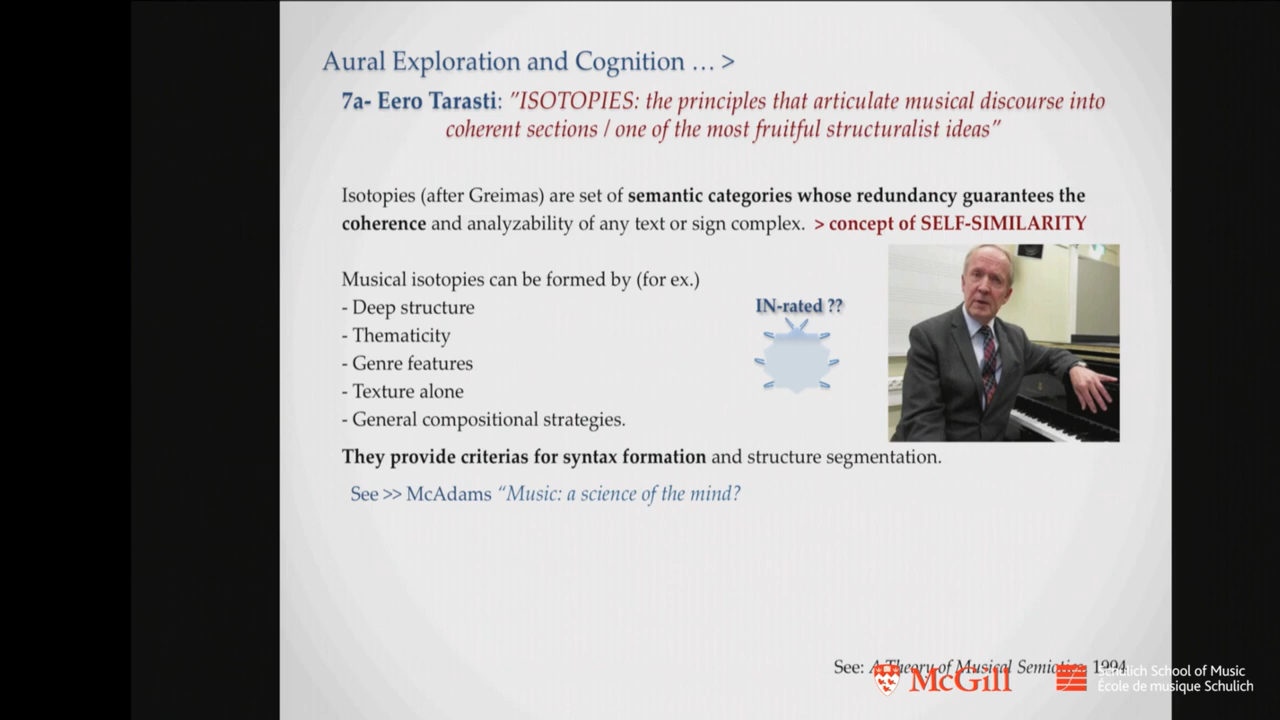 Aural Exploration and Cognition … >
7a- Eero Tarasti: "ISOTOPIES: the principles that articulate musical discourse into
coherent sections / one of the most fruitful structuralist ideas"
Isotopies (after Greimas) are set of semantic categories whose redundancy guarantees the
coherence and analyzability of any text or sign complex. > concept of SELF-SIMILARITY
Musical isotopies can be formed by (for ex.)
- Deep structure
- Thematicity
- Genre features
- Texture alone
- General compositional strategies.
IN-rated ??
They provide criterias for syntax formation and structure segmentation.
See >> McAdams "Music: a science of the mind?
See: A Theory of Musical Semiotics, 1994
McGill
Schulich School of Music
École de musique Schulich